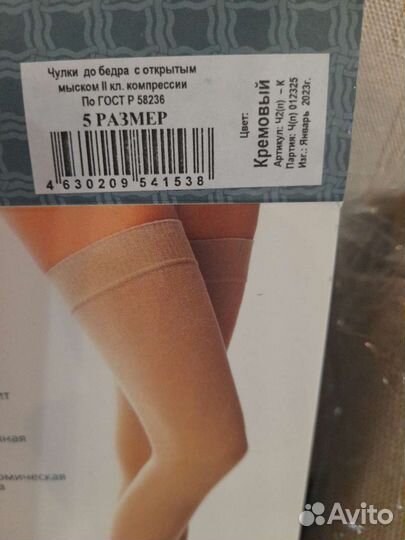 Чулки до бедра с открытым
мыском II кл. компрессии
По ГОСТ Р 58236
5 РАЗМЕР
4 630209 541538
Цвет:
Кремовый
Артикул: Ч2(п) – К
Партия: Ч(п) 012325
Изг.: Январь 2023г.
Avito